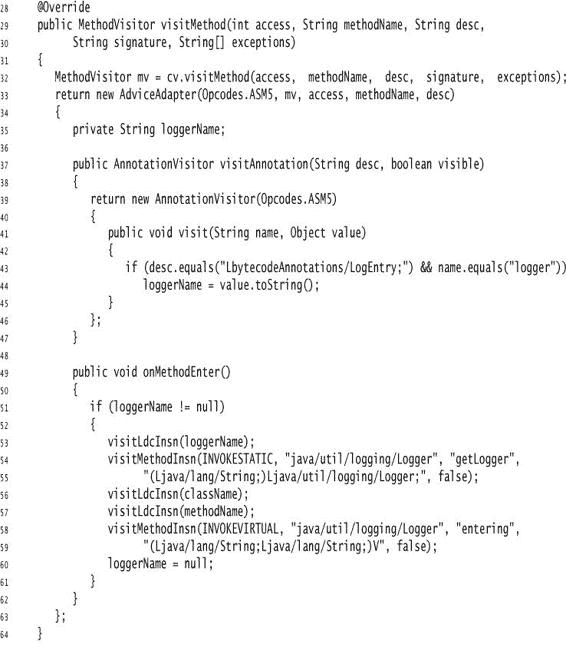 28 @Override
29 public MethodVisitor visitMethod(int access, String methodName, String desc,
30 String signature, String[] exceptions)
31 {
32 MethodVisitor mv = cv.visitMethod(access, methodName, desc, signature, exceptions);
33 return new AdviceAdapter(Opcodes.ASM5, mv, access, methodName, desc)
34 {
35 private String loggerName;
36
37 public AnnotationVisitor visitAnnotation(String desc, boolean visible)
38 {
39 return new AnnotationVisitor(Opcodes.ASM5)
40 {
41 public void visit(String name, Object value)
42 {
43 if (desc.equals("LbytecodeAnnotations/LogEntry;") && name.equals("logger"))
44 loggerName = value.toString();
45 }
46 };
47 }
48
49 public void onMethodEnter()
50 {
51 if (loggerName != null)
52 {
53 visitLdcInsn(loggerName);
54 visitMethodInsn(INVOKESTATIC, "java/util/logging/Logger", "getLogger",
55 "(Ljava/lang/String;)Ljava/util/logging/Logger;", false);
56 visitLdcInsn(className);
57 visitLdcInsn(methodName);
58 visitMethodInsn(INVOKEVIRTUAL, "java/util/logging/Logger", "entering",
59 "(Ljava/lang/String;Ljava/lang/String;)V", false);
60 loggerName = null;
61 }
62 }
63 };
64 }